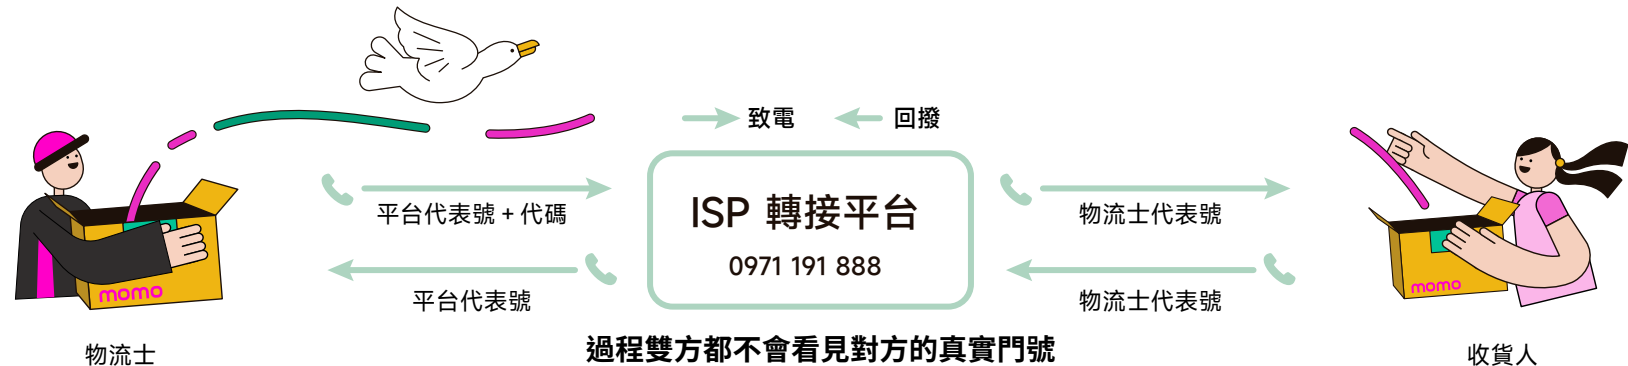 致電
回撥
平台代表號 + 代碼
ISP 轉接平台
0971 191 888
物流士代表號
平台代表號
物流士代表號
momo
momo
過程雙方都不會看見對方的真實門號
物流士
收貨人